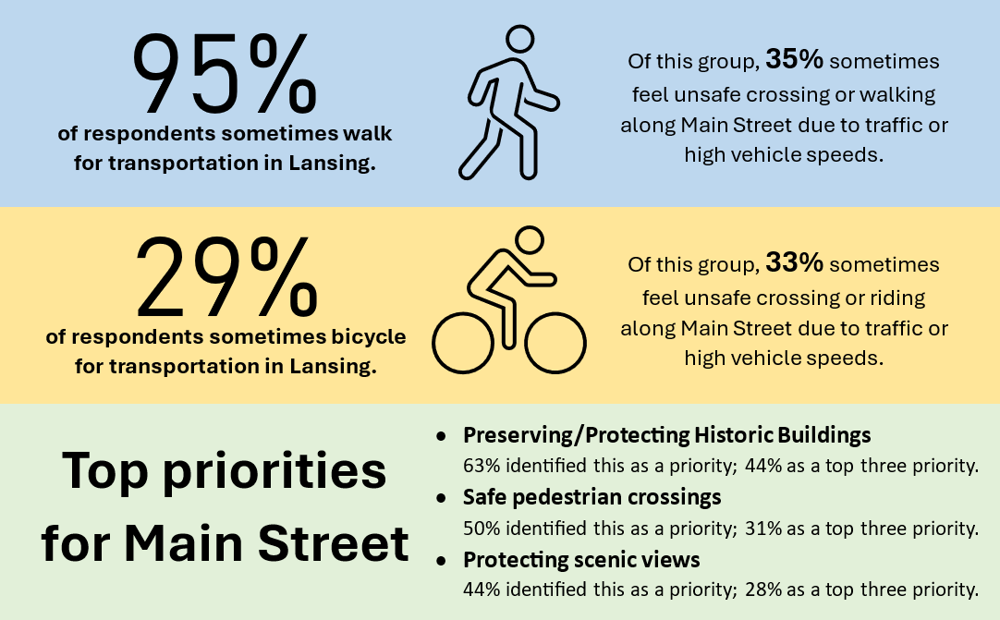 95%
of respondents sometimes walk
for transportation in Lansing.
Of this group, 35% sometimes
feel unsafe crossing or walking
along Main Street due to traffic or
high vehicle speeds.
29%
of respondents sometimes bicycle
for transportation in Lansing.
Of this group, 33% sometimes
feel unsafe crossing or riding
along Main Street due to traffic or
high vehicle speeds.
Top priorities
for Main Street
• Preserving/Protecting Historic Buildings
63% identified this as a priority; 44% as a top three priority.
• Safe pedestrian crossings
50% identified this as a priority; 31% as a top three priority.
• Protecting scenic views
44% identified this as a priority; 28% as a top three priority.